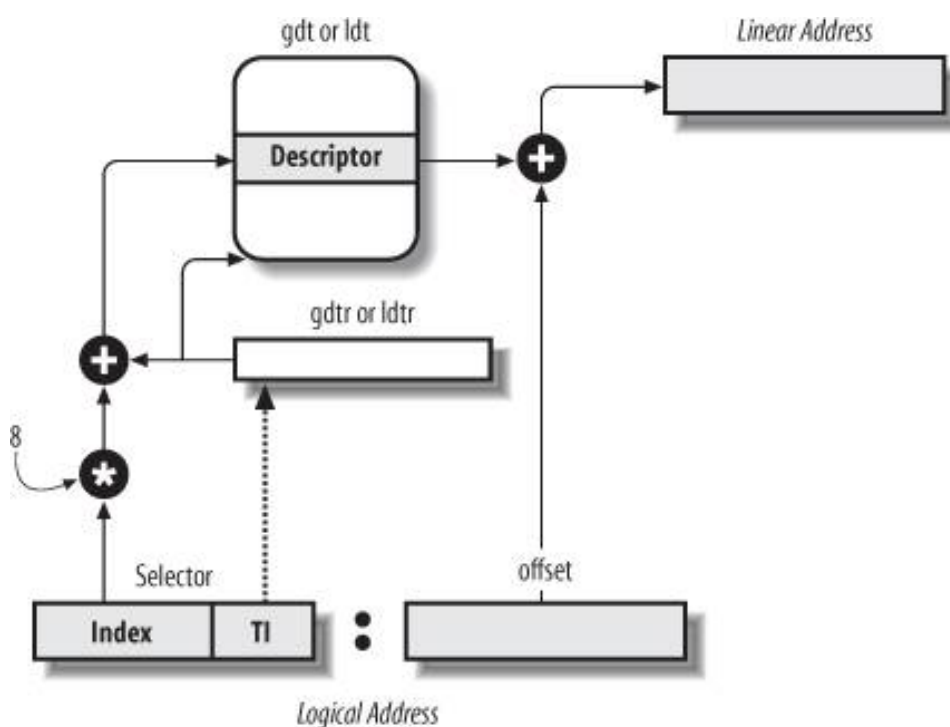 gdt or ldt
Linear Address
Descriptor
+
gdtr or ldtr
+
8
*
Selector
offset
Index
TI
:
Logical Address